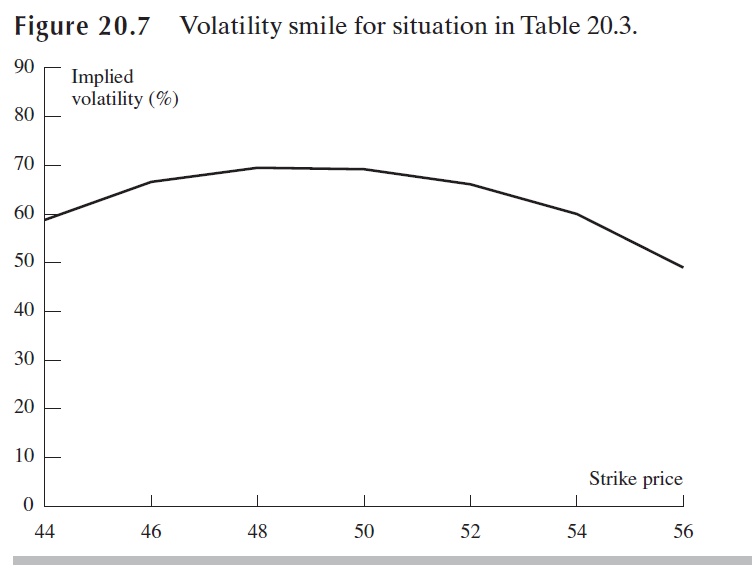 Figure 20.7 Volatility smile for situation in Table 20.3.
90
Implied
volatility (%)
80
70
60
50
40
30
20
10
Strike price
0
44 46 48 50 52 54 56